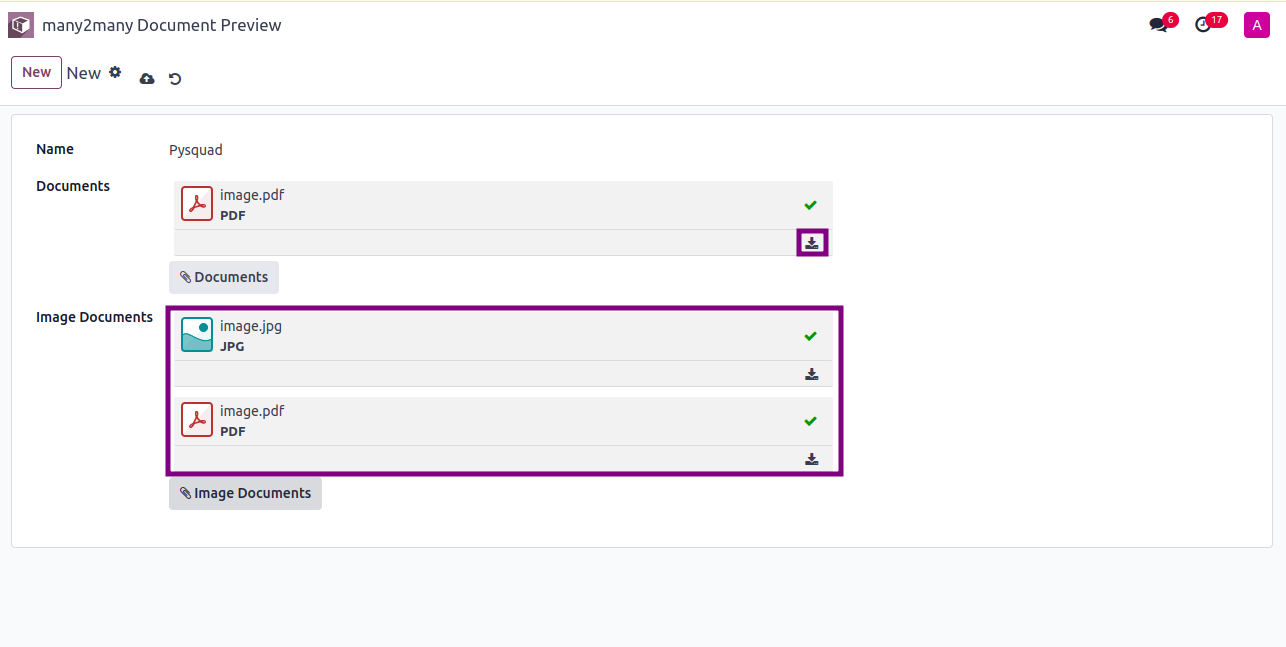 many2many Document Preview
6
17
A
New
New
Name
Pysquad
Documents
image.pdf
PDF
Documents
Image Documents
image.jpg
JPG
image.pdf
PDF
Image Documents